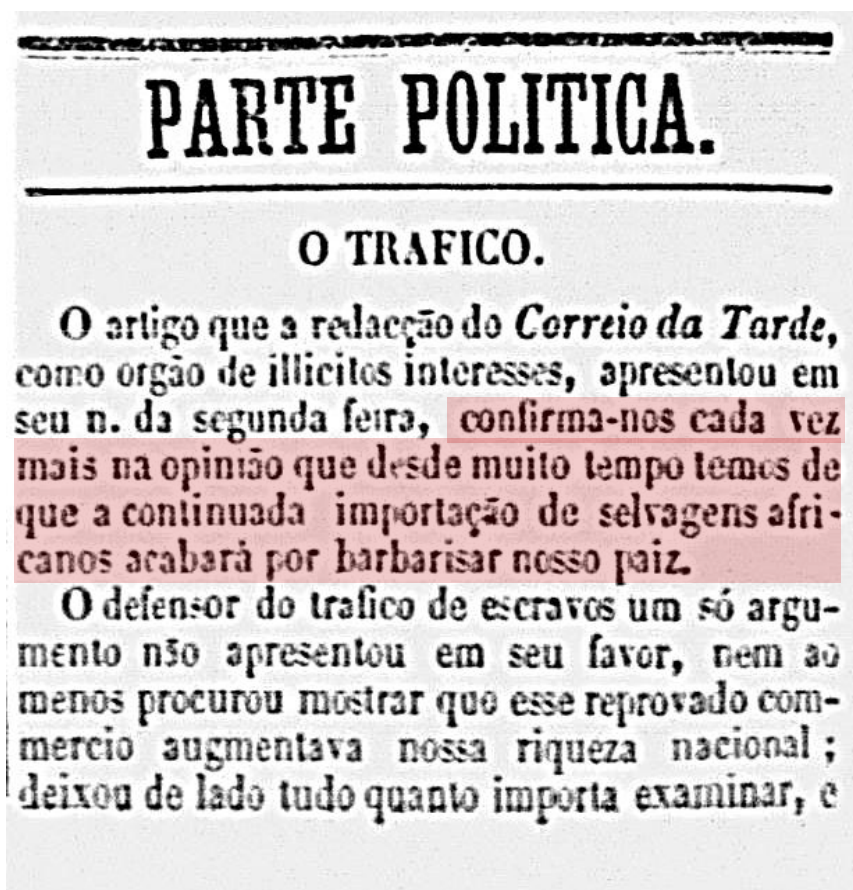 PARTE POLITICA.
O TRAFICO.
O artigo que a redacção do Correio da Tarde,
como orgão de illicitos interesses, apresentou em
seu n. da segunda feira, confirma-nos cada vez
mais na opinião que desde muito tempo temos de
que a continuada importação de selvagens afri-
canos acabará por barbarisar nosso paiz.
O defensor do trafico de escravos um só argu-
mento não apresentou em seu favor, nem ao
menos procurou mostrar que esse reprovado com-
mercio augmentava nossa riqueza nacional ;
deixou de lado tudo quanto importa examinar, e